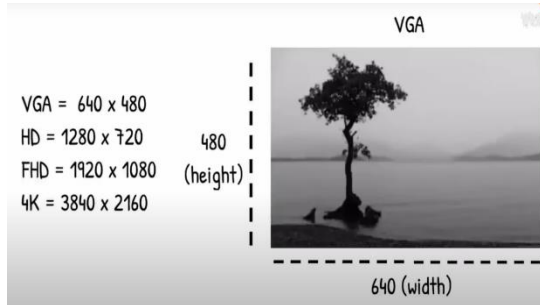 VGA
VGA = 640 x 480
HD = 1280 x 720
FHD = 1920 x 1080
4K = 3840 x 2160
480
(height)
640 (width)